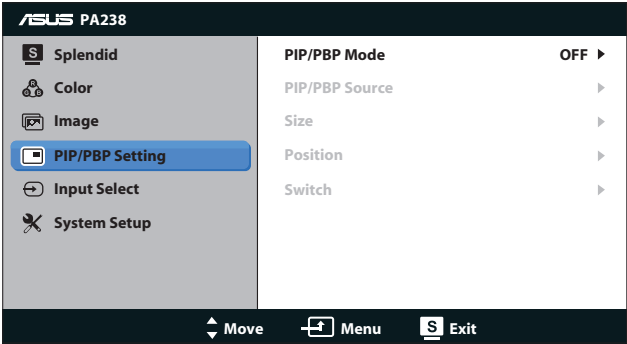 ASUS PA238
S Splendid
Color
Image
PIP/PBP Setting
Input Select
System Setup
PIP/PBP Mode OFF
PIP/PBP Source
Size
Position
Switch
Move Menu S Exit